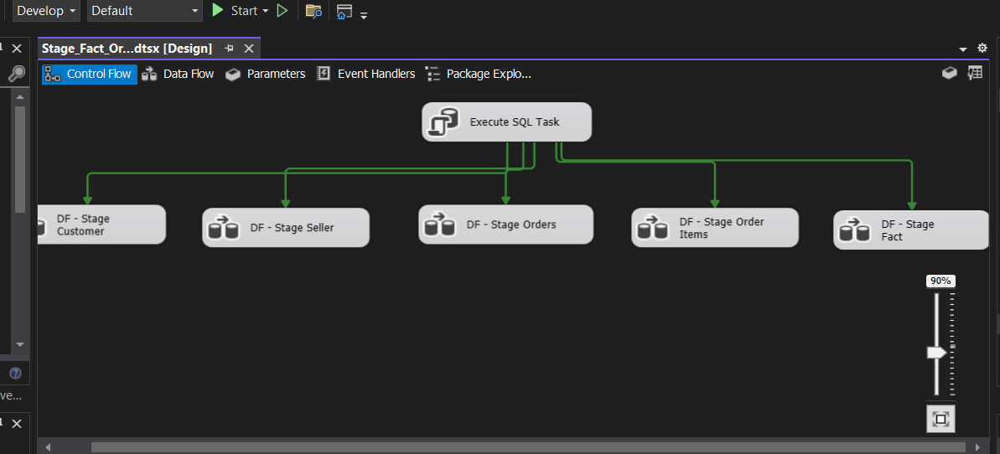 Develop
Default
Start
Stage_Fact_Or...dtsx [Design]
Control Flow
Data Flow
Parameters
Event Handlers
Package Explo...
Execute SQL Task
DF - Stage
Customer
DF - Stage Seller
DF - Stage Orders
DF - Stage Order
Items
DF - Stage
Fact
90%
ve...